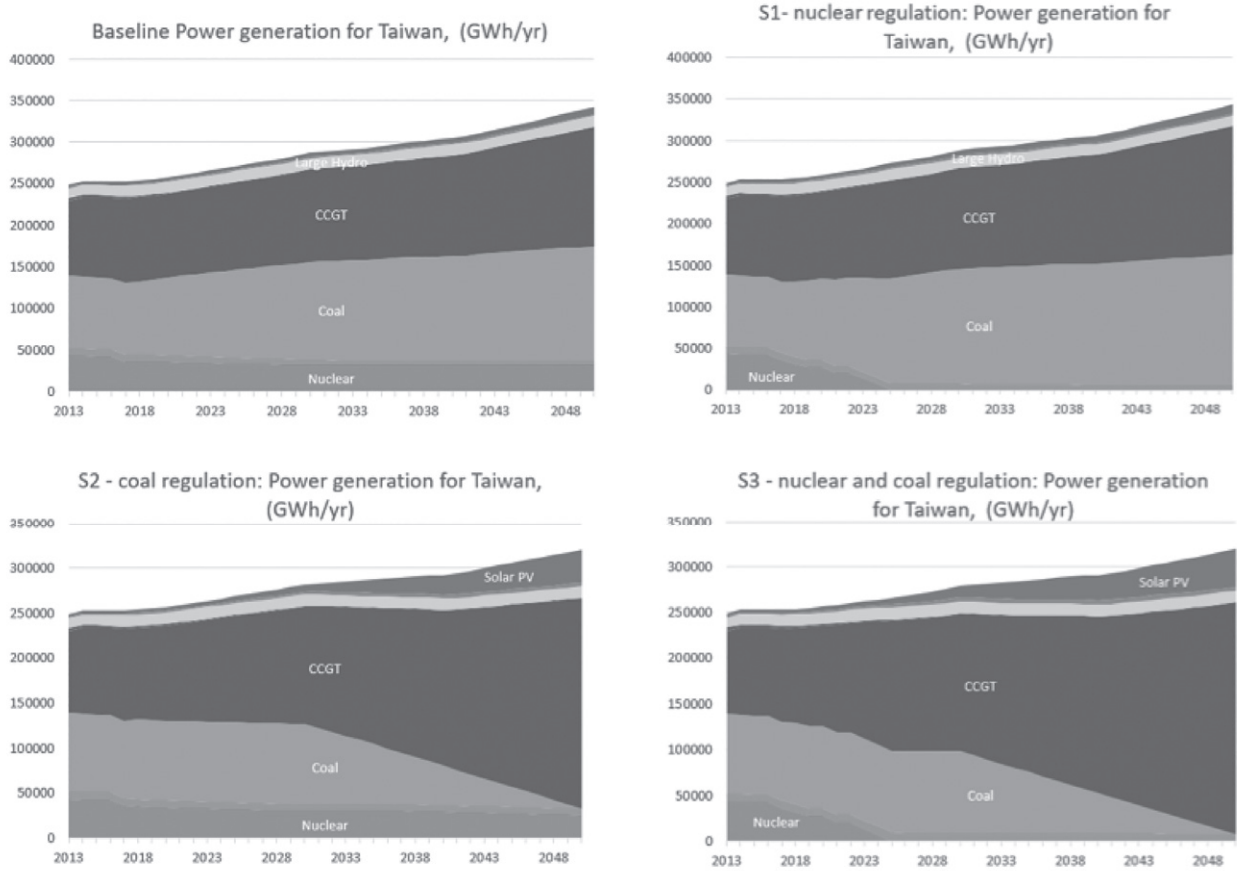 Baseline Power generation for Taiwan, (GWh/yr)
400000
350000
300000
250000
200000
150000
100000
50000
0
Large Hydro
CCGT
Coal
Nuclear
2013 2018 2023 2028 2033 2038 2043 2048
S1- nuclear regulation: Power generation for
Taiwan, (GWh/yr)
400000
350000
300000
250000
200000
150000
100000
50000
0
Large Hydro
CCGT
Coal
Nuclear
2013 2018 2023 2028 2033 2038 2043 2048
S2 - coal regulation: Power generation for Taiwan,
(GWh/yr)
350000
300000
250000
200000
150000
100000
50000
0
Solar PV
CCGT
Coal
Nuclear
2013 2018 2023 2028 2033 2038 2043 2048
S3 - nuclear and coal regulation: Power generation
for Taiwan, (GWh/yr)
350000
300000
250000
200000
150000
100000
50000
0
Solar PV
CCGT
Coal
Nuclear
2013 2018 2023 2028 2033 2038 2043 2048